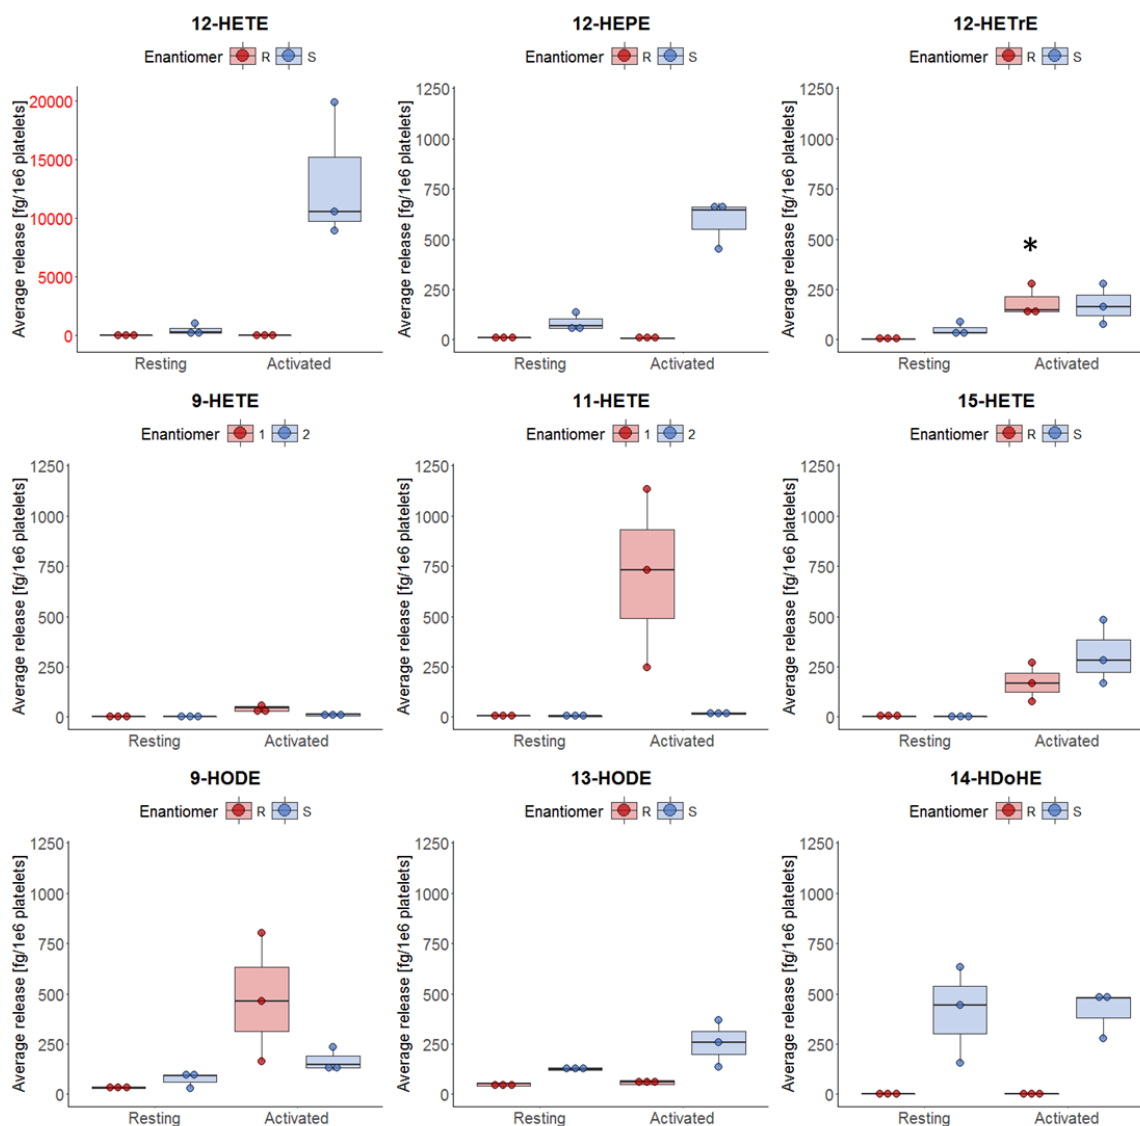 12-HETE
Enantiomer R S
Average release [fg/1e6 platelets]
20000
15000
10000
5000
0
Resting Activated
12-HEPE
Enantiomer R S
Average release [fg/1e6 platelets]
1250
1000
750
500
250
0
Resting Activated
12-HETrE
Enantiomer R S
Average release [fg/1e6 platelets]
1250
1000
750
500
250
0
*
Resting Activated
9-HETE
Enantiomer 1 2
Average release [fg/1e6 platelets]
1250
1000
750
500
250
0
Resting Activated
11-HETE
Enantiomer 1 2
Average release [fg/1e6 platelets]
1250
1000
750
500
250
0
Resting Activated
15-HETE
Enantiomer R S
Average release [fg/1e6 platelets]
1250
1000
750
500
250
0
Resting Activated
9-HODE
Enantiomer R S
Average release [fg/1e6 platelets]
1250
1000
750
500
250
0
Resting Activated
13-HODE
Enantiomer R S
Average release [fg/1e6 platelets]
1250
1000
750
500
250
0
Resting Activated
14-HDoHE
Enantiomer R S
Average release [fg/1e6 platelets]
1250
1000
750
500
250
0
Resting Activated